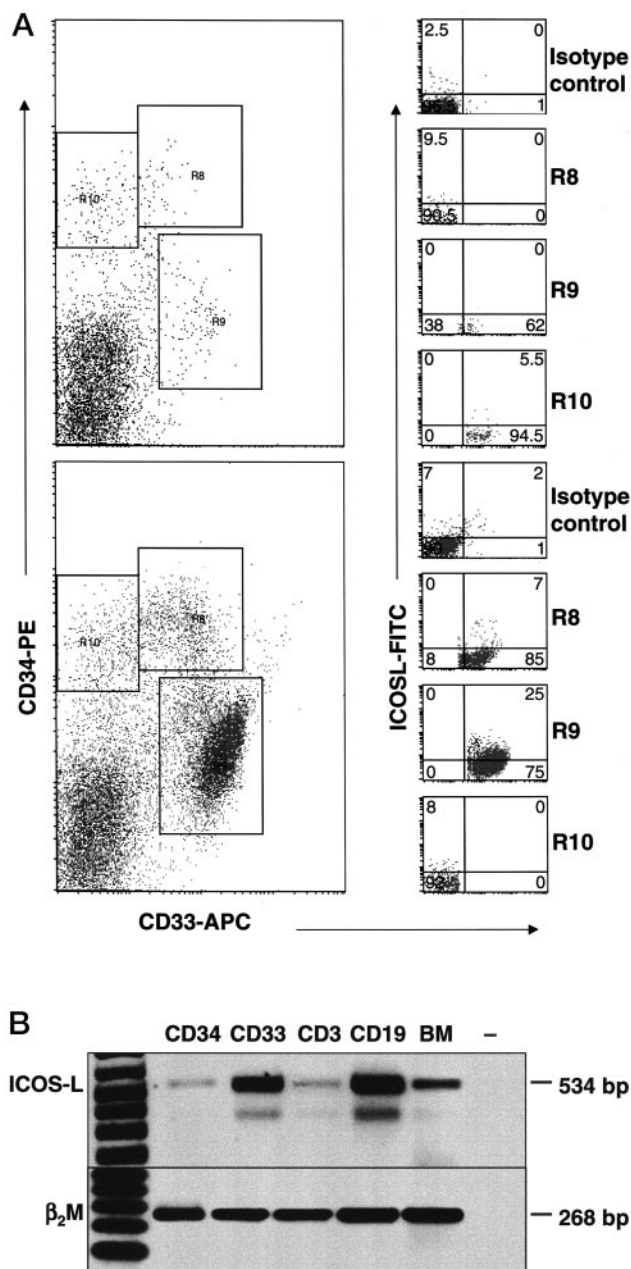 A
R8
R10
R9
R8
R10
CD34-PE
CD33-APC
ICOSL-FITC
2.5 0
1
Isotype control
9.5 0
90.5 0
R8
0 0
38 62
R9
0 5.5
0 94.5
R10
7 2
1
Isotype control
0 7
8 85
R8
0 25
0 75
R9
8 0
92 0
R10
B
CD34 CD33 CD3 CD19 BM –
ICOS-L
534 bp
β₂M
268 bp